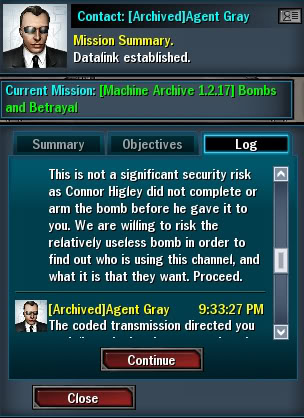 Contact: [Archived]Agent Gray
Mission Summary.
Datalink established.
Current Mission: [Machine Archive 1.2.17] Bombs
and Betrayal
Summary
Objectives
Log
This is not a significant security risk
as Connor Higley did not complete or
arm the bomb before he gave it to
you. We are willing to risk the
relatively useless bomb in order to
find out who is using this channel, and
what it is that they want. Proceed.
[Archived]Agent Gray 9:33:27 PM
The coded transmission directed you
Continue
Close